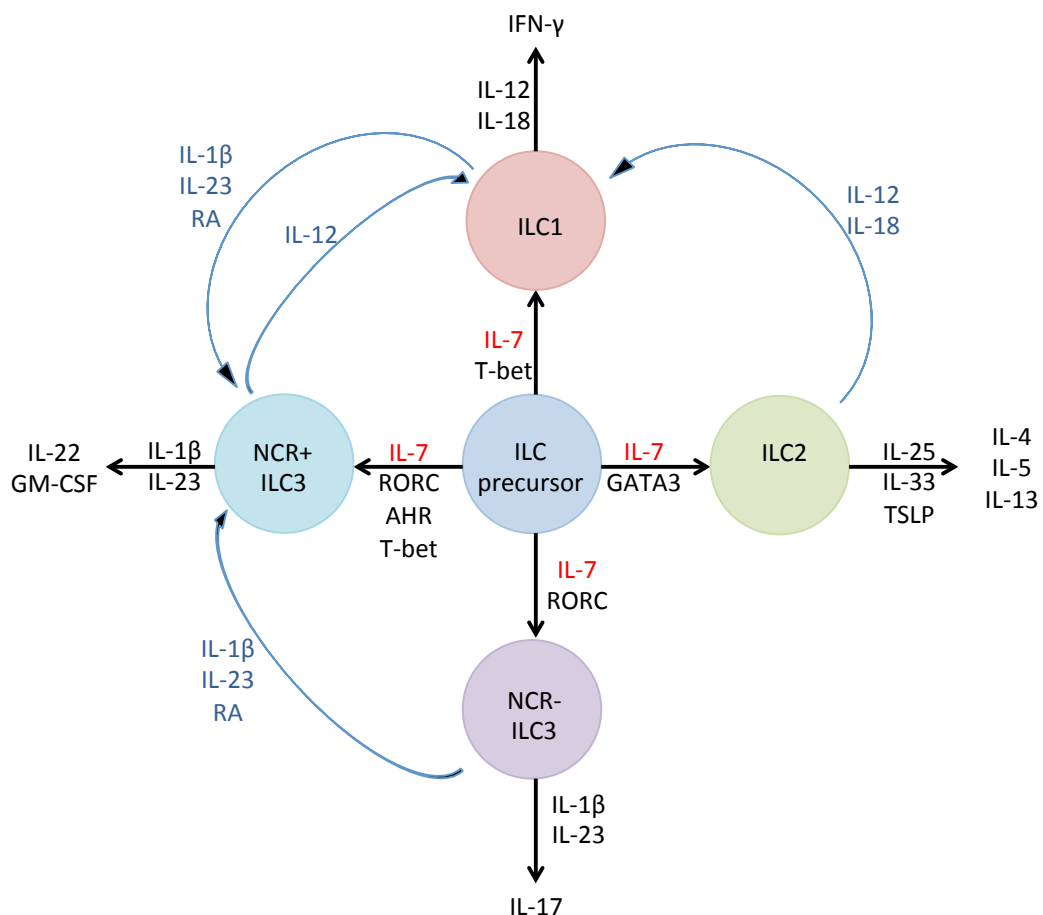 IFN-γ
IL-12
IL-18
IL-1β
IL-23
RA
IL-12
ILC1
IL-12
IL-18
IL-7
T-bet
IL-22
GM-CSF
IL-1β
IL-23
NCR+
ILC3
IL-7
RORC
AHR
T-bet
ILC
precursor
IL-7
GATA3
ILC2
IL-25
IL-33
TSLP
IL-4
IL-5
IL-13
IL-7
RORC
IL-1β
IL-23
RA
NCR-
ILC3
IL-1β
IL-23
IL-17